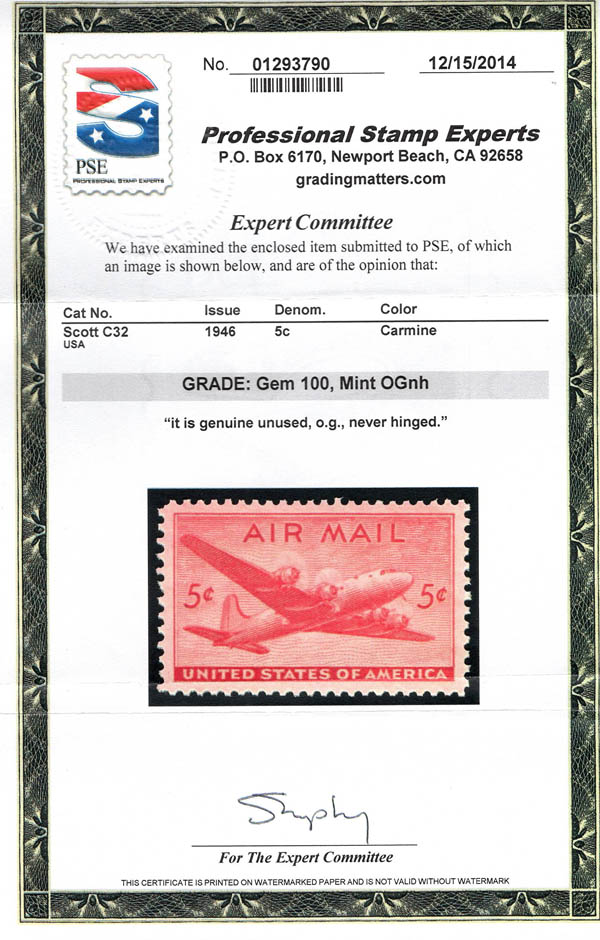 No. 01293790 12/15/2014
PSE
PROFESSIONAL STAMP EXPERTS
Professional Stamp Experts
P.O. Box 6170, Newport Beach, CA 92658
gradingmatters.com
Expert Committee
We have examined the enclosed item submitted to PSE, of which
an image is shown below, and are of the opinion that:
Cat No. Issue Denom. Color
Scott C32 1946 5c Carmine
USA
GRADE: Gem 100, Mint OGnh
“it is genuine unused, o.g., never hinged.”
AIR MAIL
5¢ 5¢
UNITED STATES OF AMERICA
For The Expert Committee
THIS CERTIFICATE IS PRINTED ON WATERMARKED PAPER AND IS NOT VALID WITHOUT WATERMARK